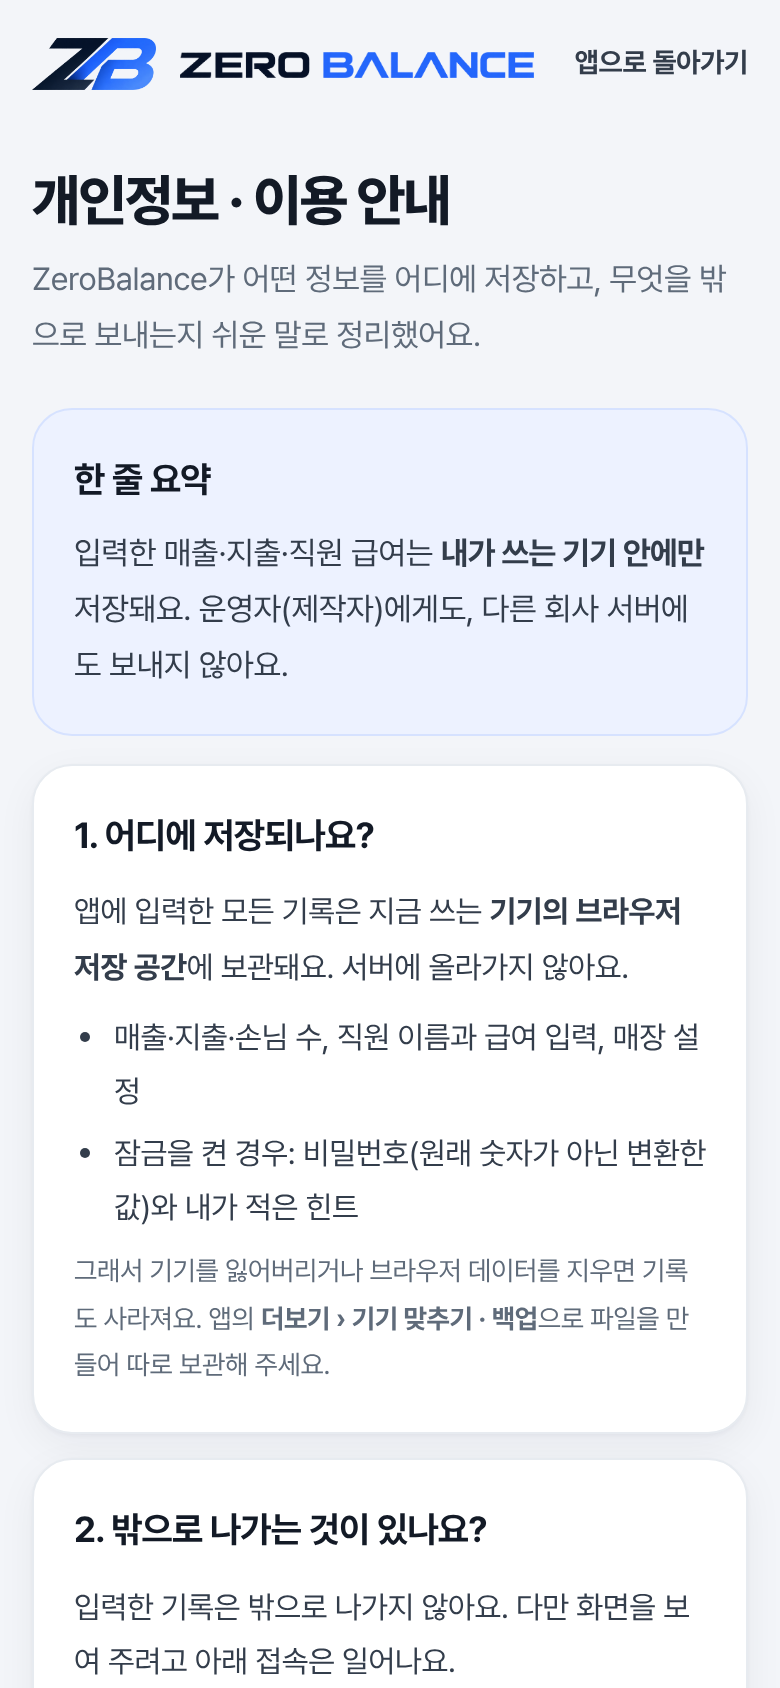 ZB ZERO BALANCE 앱으로 돌아가기
개인정보 · 이용 안내
ZeroBalance가 어떤 정보를 어디에 저장하고, 무엇을 밖
으로 보내는지 쉬운 말로 정리했어요.
한 줄 요약
입력한 매출·지출·직원 급여는 내가 쓰는 기기 안에만
저장돼요. 운영자(제작자)에게도, 다른 회사 서버에
도 보내지 않아요.
1. 어디에 저장되나요?
앱에 입력한 모든 기록은 지금 쓰는 기기의 브라우저
저장 공간에 보관돼요. 서버에 올라가지 않아요.
• 매출·지출·손님 수, 직원 이름과 급여 입력, 매장 설
정
• 잠금을 켠 경우: 비밀번호(원래 숫자가 아닌 변환한
값)와 내가 적은 힌트
그래서 기기를 잃어버리거나 브라우저 데이터를 지우면 기록
도 사라져요. 앱의 더보기 › 기기 맞추기 · 백업으로 파일을 만
들어 따로 보관해 주세요.
2. 밖으로 나가는 것이 있나요?
입력한 기록은 밖으로 나가지 않아요. 다만 화면을 보
여 주려고 아래 접속은 일어나요.